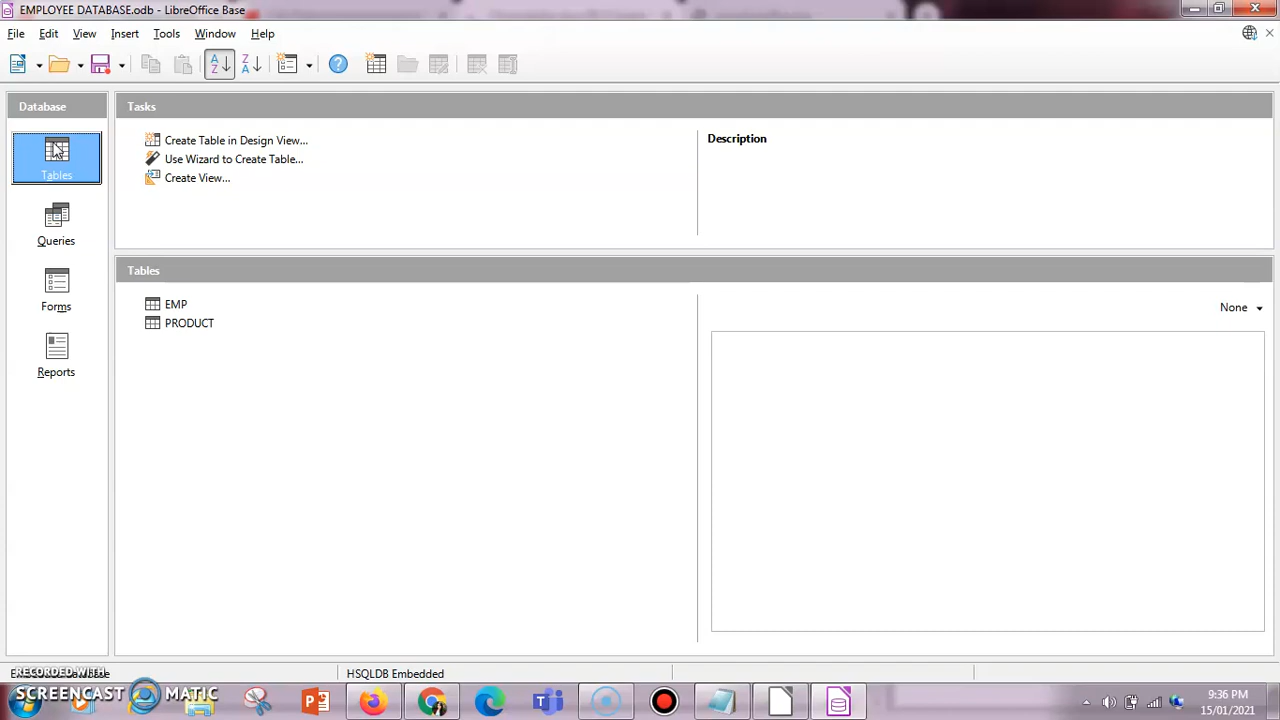 EMPLOYEE DATABASE.odb - LibreOffice Base
File Edit View Insert Tools Window Help
Database
Tables
Queries
Forms
Reports
Tasks
Create Table in Design View...
Use Wizard to Create Table...
Create View...
Description
Tables
EMP
PRODUCT
None
HSQLDB Embedded
RECORDED WITH
SCREENCAST MATIC
9:36 PM
15/01/2021